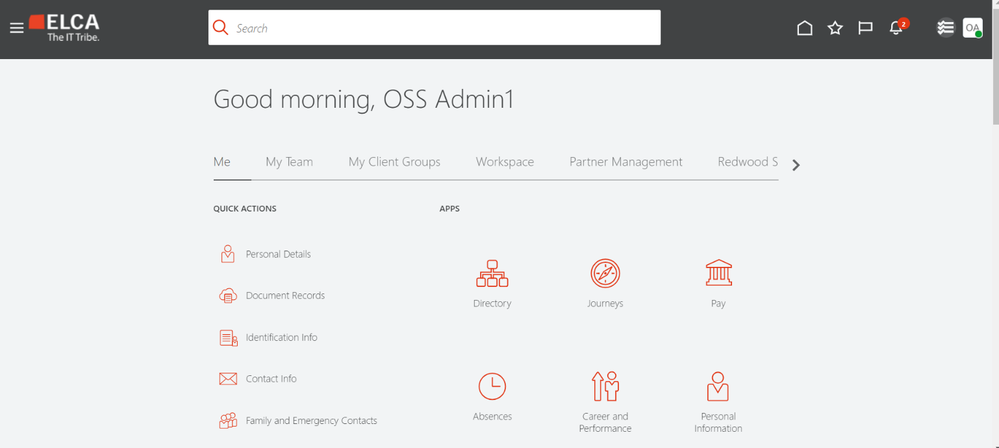 ELCA
The IT Tribe.
Search
2
OA
Good morning, OSS Admin1
Me My Team My Client Groups Workspace Partner Management Redwood S
QUICK ACTIONS
Personal Details
Document Records
Identification Info
Contact Info
Family and Emergency Contacts
APPS
Directory
Journeys
Pay
Absences
Career and
Performance
Personal
Information